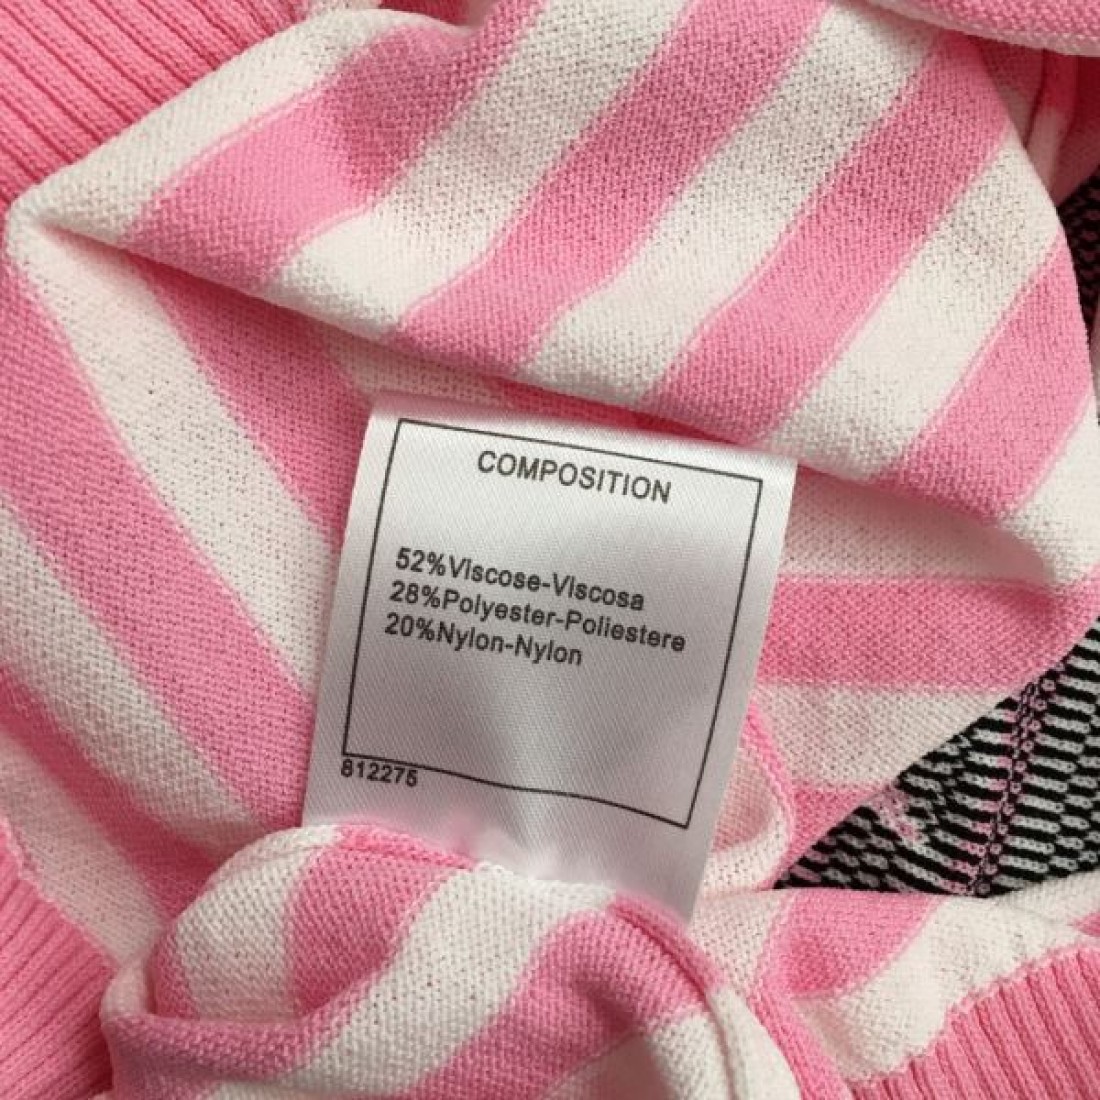 COMPOSITION
52%Viscose-Viscosa
28%Polyester-Poliestere
20%Nylon-Nylon
812275